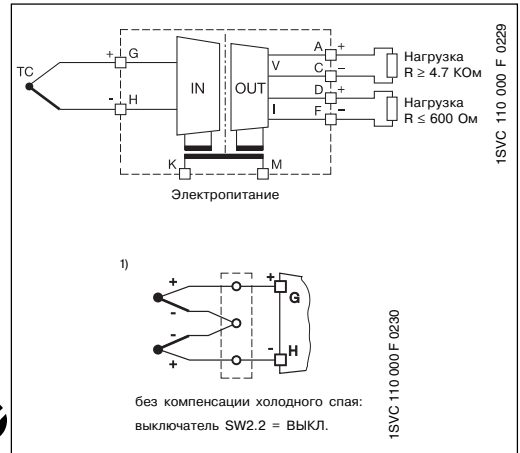 TC
+
G
-
H
IN
OUT
V
I
A
+
C
–
D
+
F
–
Нагрузка
R ≥ 4.7 КОм
Нагрузка
R ≤ 600 Ом
K
M
Электропитание
1SVC 110 000 F 0229
1)
+
-
-
+
+
G
-
H
без компенсации холодного спая:
выключатель SW2.2 = ВЫКЛ.
1SVC 110 000 F 0230